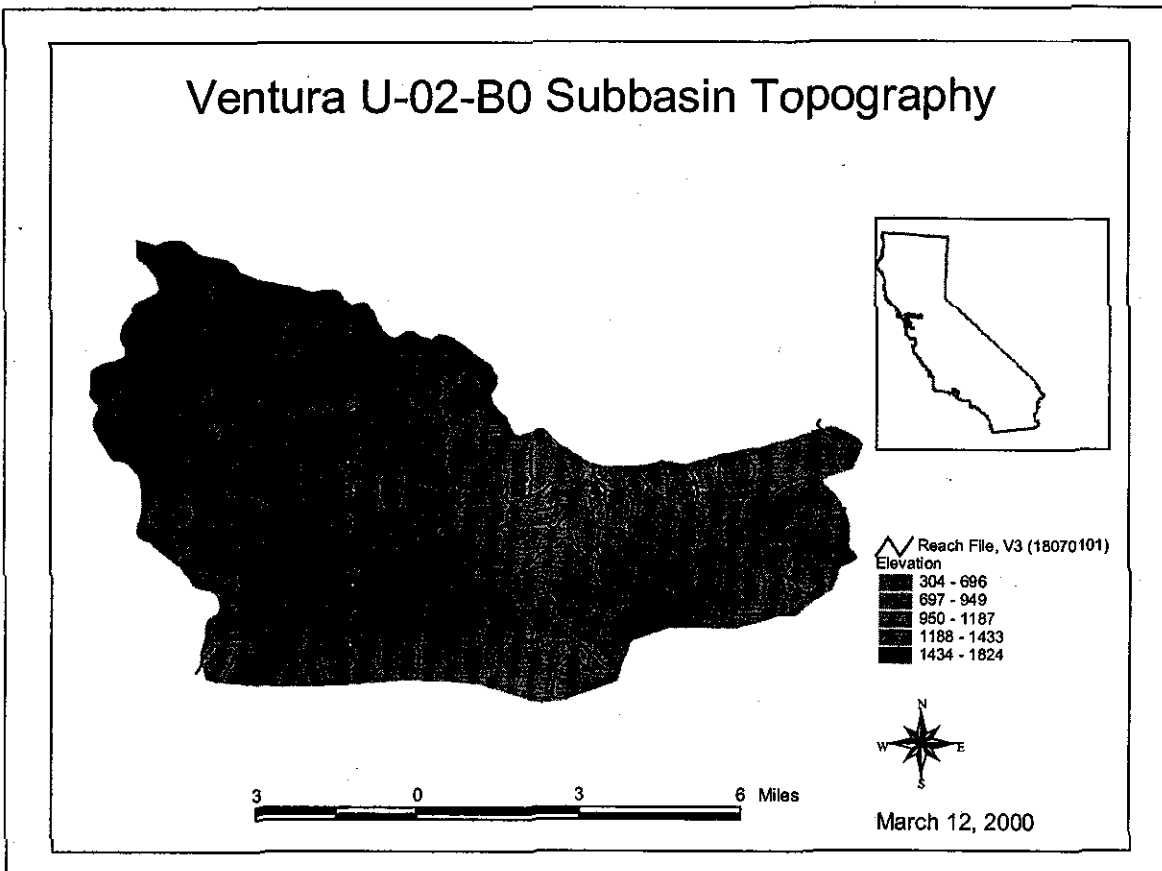 Ventura U-02-B0 Subbasin Topography
Reach File, V3 (18070101)
Elevation
304 - 696
697 - 949
950 - 1187
1188 - 1433
1434 - 1824
N
W E
S
3 0 3 6 Miles
March 12, 2000